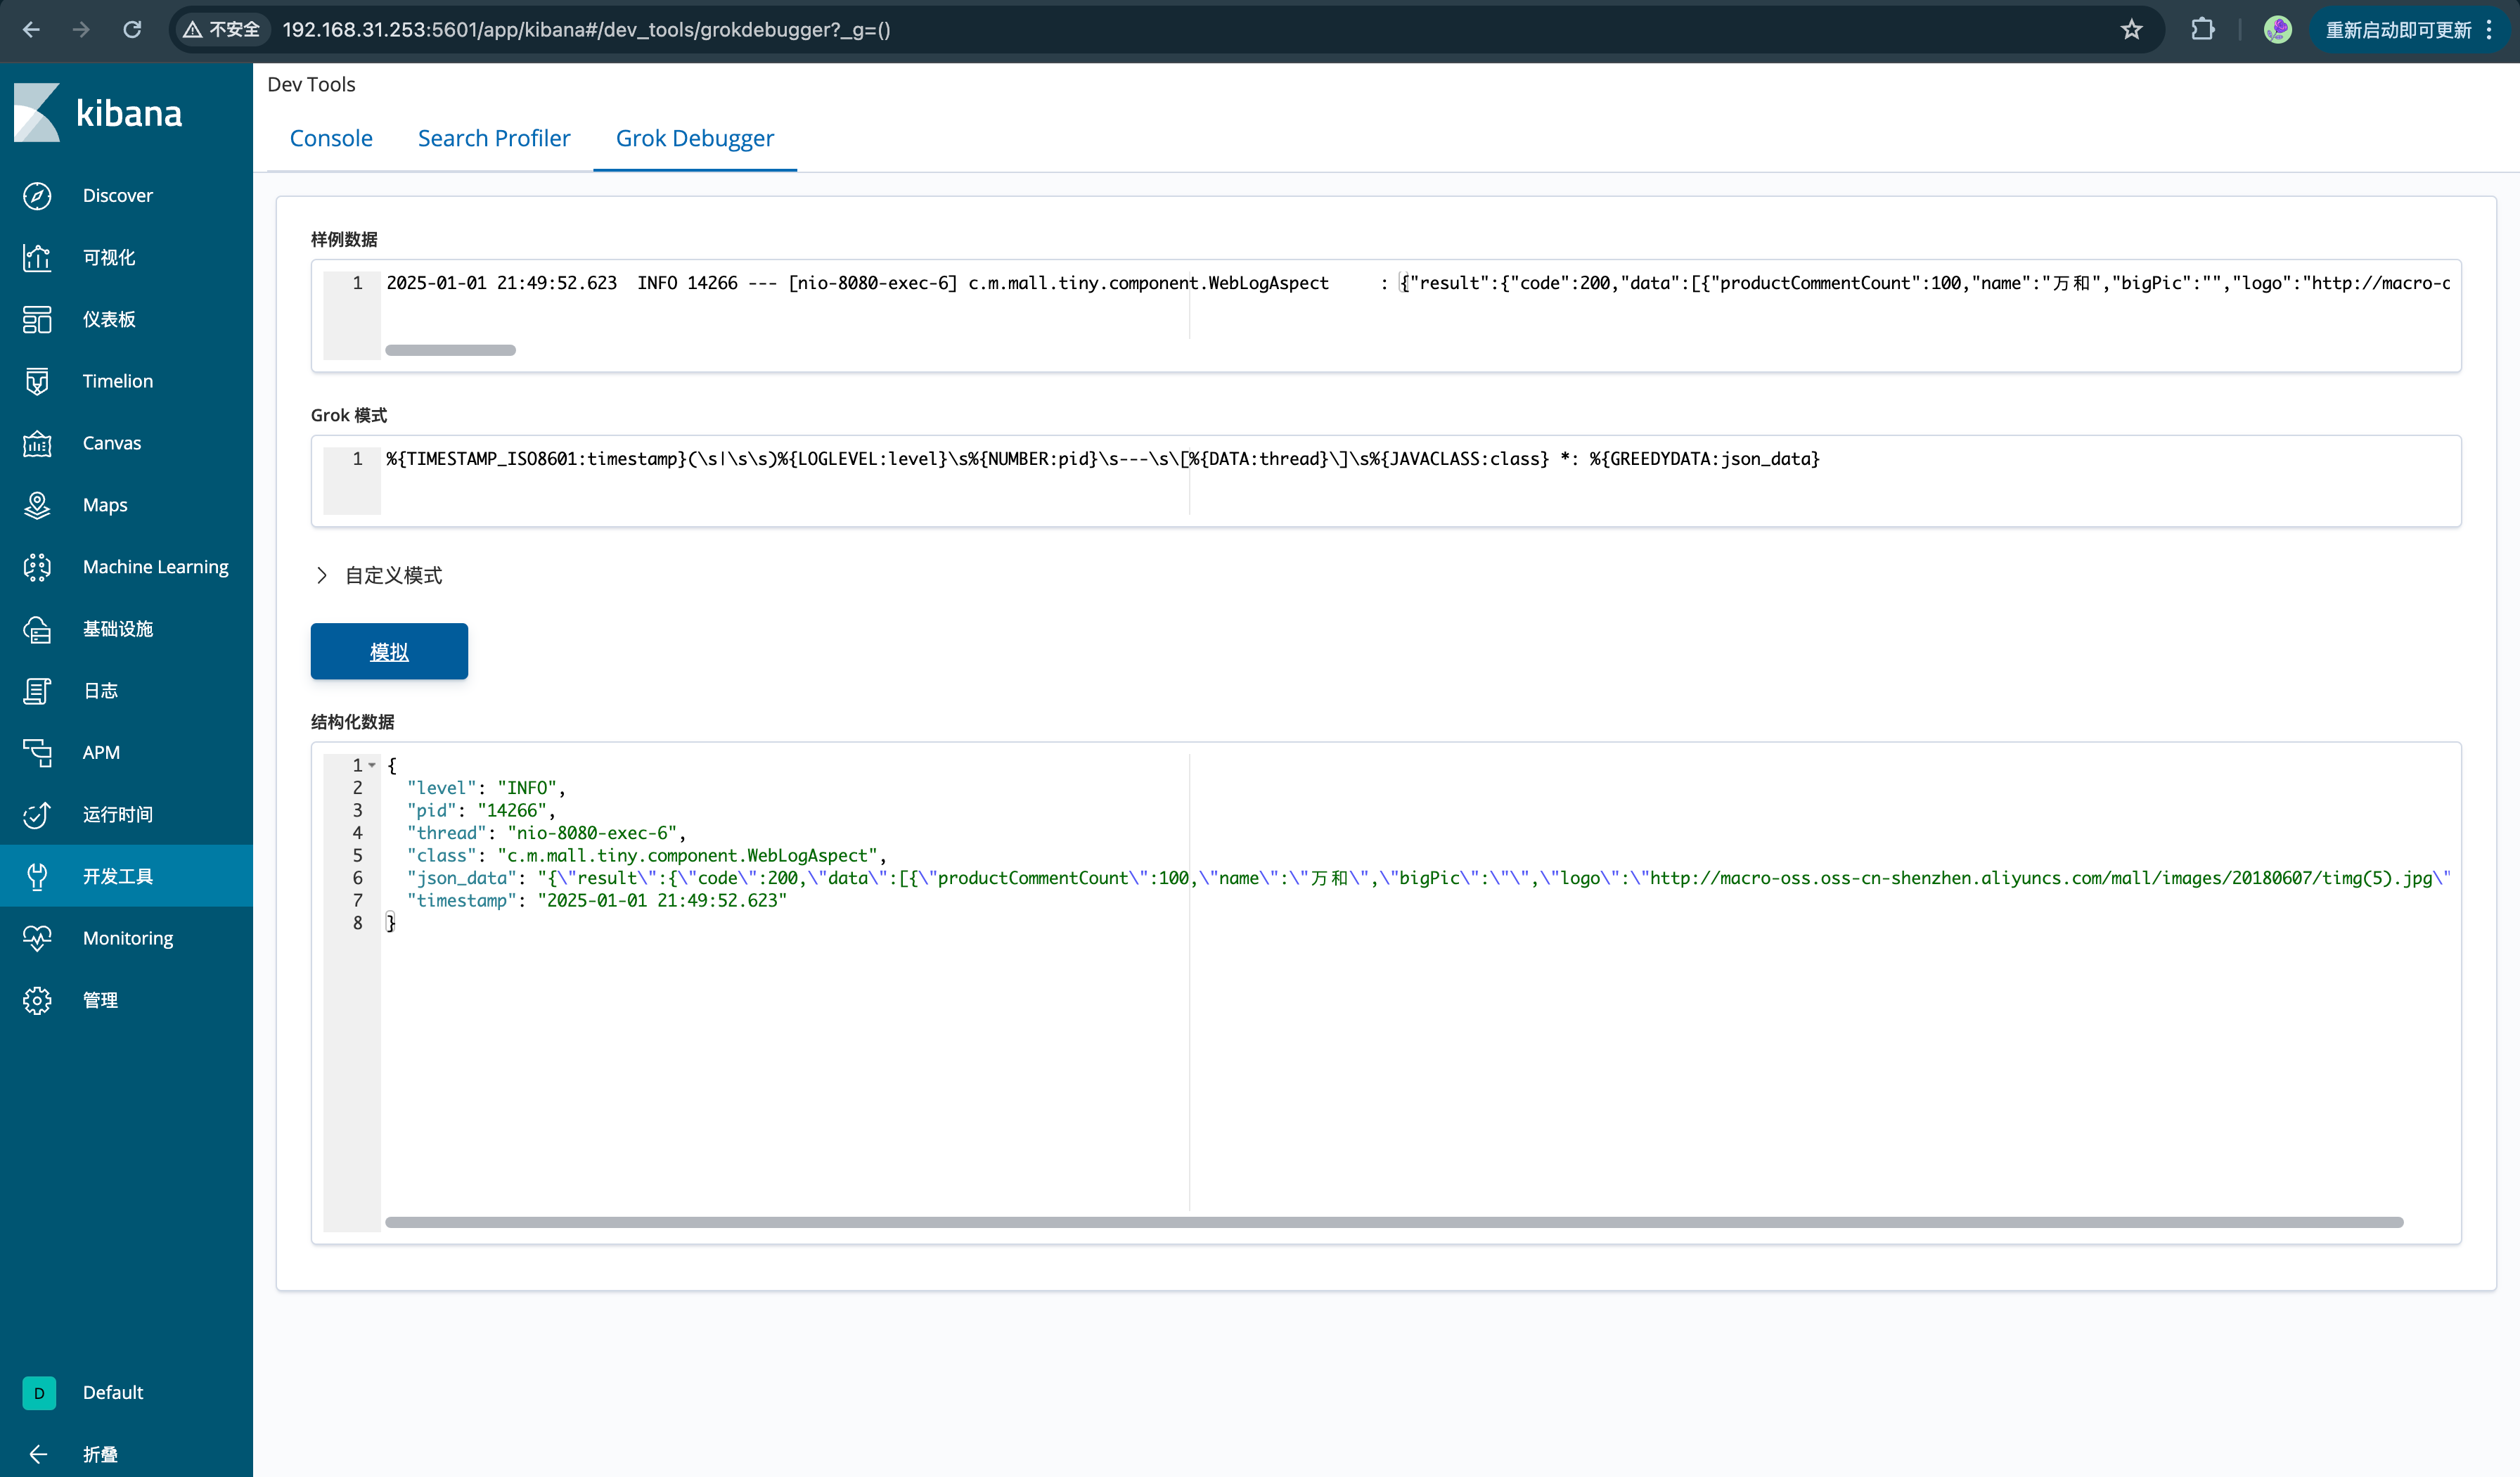 不安全
192.168.31.253:5601/app/kibana#/dev_tools/grokdebugger?_g=()
重新启动即可更新
kibana
Discover
可视化
仪表板
Timelion
Canvas
Maps
Machine Learning
基础设施
日志
APM
运行时间
开发工具
Monitoring
管理
D Default
折叠
Dev Tools
Console Search Profiler Grok Debugger
样例数据
1 2025-01-01 21:49:52.623  INFO 14266 --- [nio-8080-exec-6] c.m.mall.tiny.component.WebLogAspect     : {"result":{"code":200,"data":[{"productCommentCount":100,"name":"万和","bigPic":"","logo":"http://macro-o
Grok 模式
1 %{TIMESTAMP_ISO8601:timestamp}(\s|\s\s)%{LOGLEVEL:level}\s%{NUMBER:pid}\s---\s\[%{DATA:thread}\]\s%{JAVACLASS:class} *: %{GREEDYDATA:json_data}
自定义模式
模拟
结构化数据
1 {
2 "level": "INFO",
3 "pid": "14266",
4 "thread": "nio-8080-exec-6",
5 "class": "c.m.mall.tiny.component.WebLogAspect",
6 "json_data": "{\"result\":{\"code\":200,\"data\":[{\"productCommentCount\":100,\"name\":\"万和\",\"bigPic\":\"\",\"logo\":\"http://macro-oss.oss-cn-shenzhen.aliyuncs.com/mall/images/20180607/timg(5).jpg\"
7 "timestamp": "2025-01-01 21:49:52.623"
8 }